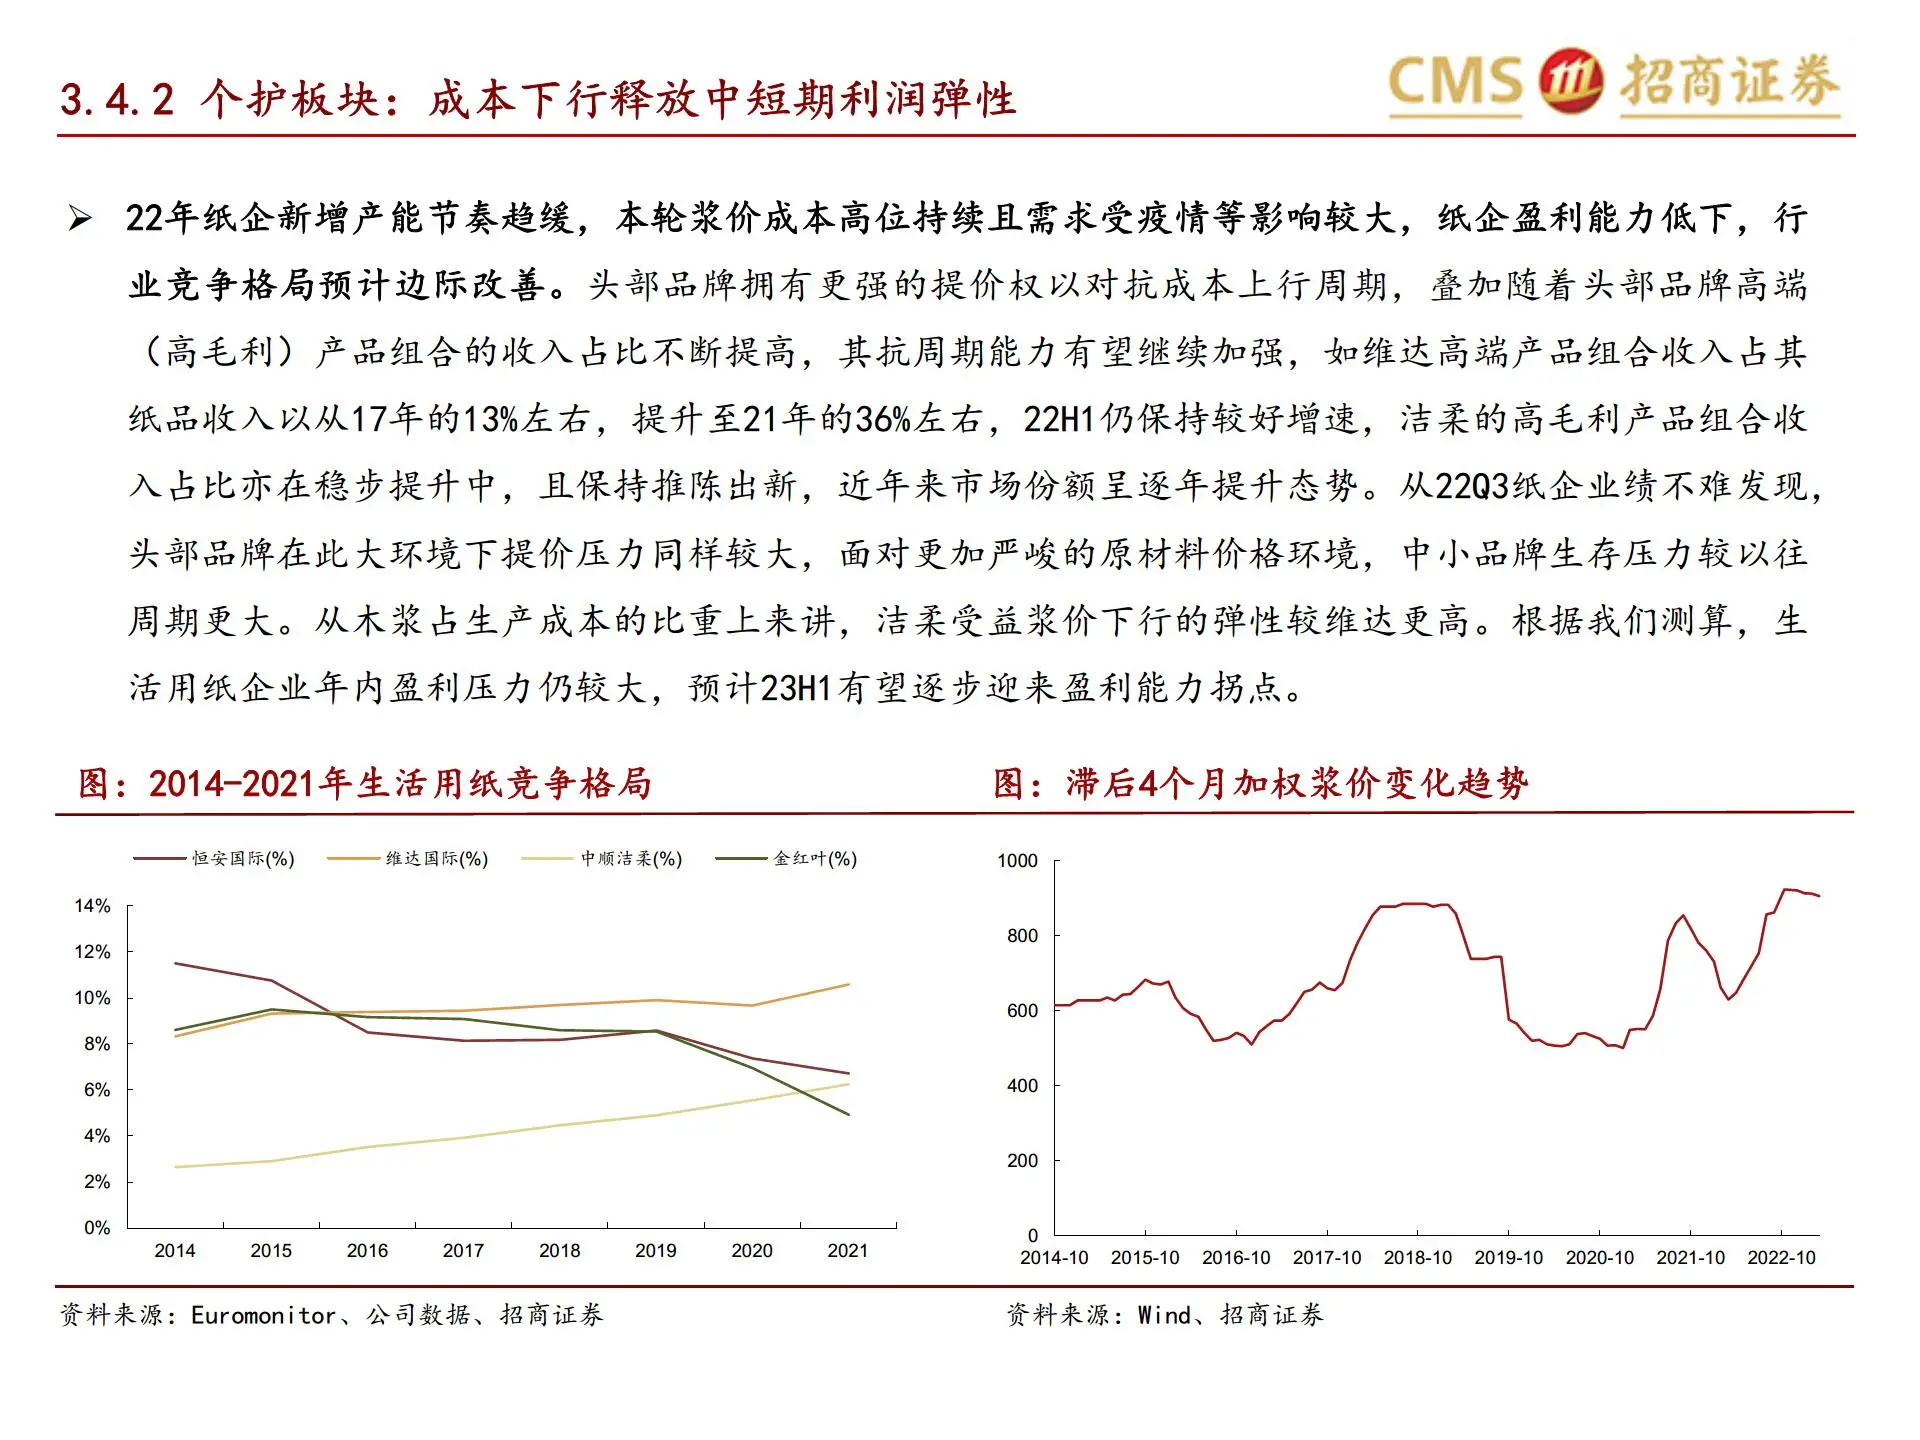 3.4.2 个护板块：成本下行释放中短期利润弹性
CMS 招商证券
22年纸企新增产能节奏趋缓，本轮浆价成本高位持续且需求受疫情等影响较大，纸企盈利能力低下，行
业竞争格局预计边际改善。头部品牌拥有更强的提价权以对抗成本上行周期，叠加随着头部品牌高端
（高毛利）产品组合的收入占比不断提高，其抗周期能力有望继续加强，如维达高端产品组合收入占其
纸品收入以从17年的13%左右，提升至21年的36%左右，22H1仍保持较好增速，洁柔的高毛利产品组合收
入占比亦在稳步提升中，且保持推陈出新，近年来市场份额呈逐年提升态势。从22Q3纸企业绩不难发现，
头部品牌在此大环境下提价压力同样较大，面对更加严峻的原材料价格环境，中小品牌生存压力较以往
周期更大。从木浆占生产成本的比重上来讲，洁柔受益浆价下行的弹性较维达更高。根据我们测算，生
活用纸企业年内盈利压力仍较大，预计23H1有望逐步迎来盈利能力拐点。
图：2014-2021年生活用纸竞争格局
恒安国际(%) 维达国际(%) 中顺洁柔(%) 金红叶(%)
14%
12%
10%
8%
6%
4%
2%
0%
2014 2015 2016 2017 2018 2019 2020 2021
资料来源：Euromonitor、公司数据、招商证券
图：滞后4个月加权浆价变化趋势
1000
800
600
400
200
0
2014-10 2015-10 2016-10 2017-10 2018-10 2019-10 2020-10 2021-10 2022-10
资料来源：Wind、招商证券